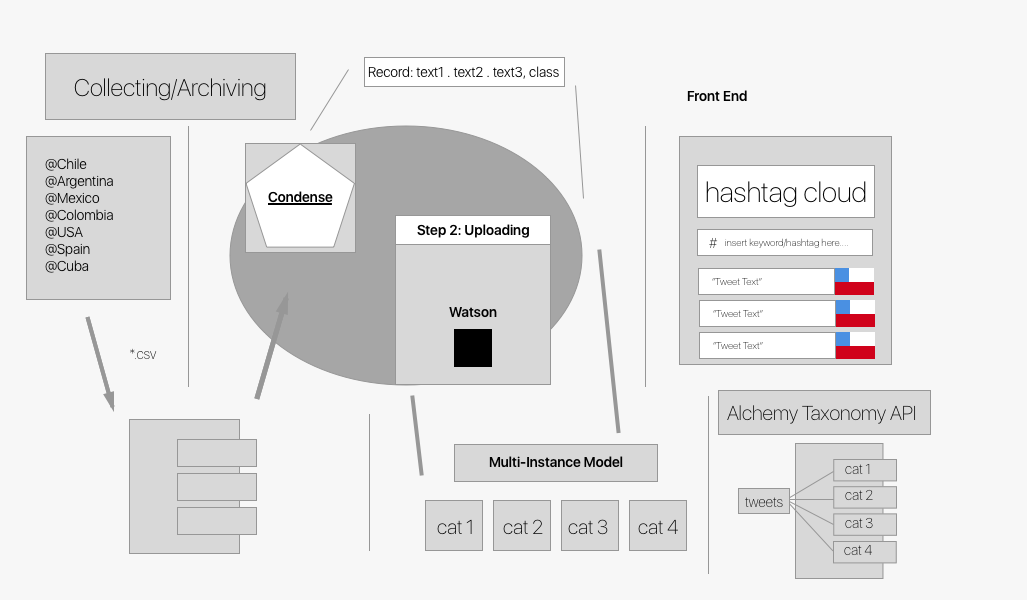 Collecting/Archiving
@Chile
@Argentina
@Mexico
@Colombia
@USA
@Spain
@Cuba
*.csv
Record: text1 . text2 . text3, class
Condense
Step 2: Uploading
Watson
Multi-Instance Model
cat 1
cat 2
cat 3
cat 4
Front End
hashtag cloud
# insert keyword/hashtag here....
"Tweet Text"
"Tweet Text"
"Tweet Text"
Alchemy Taxonomy API
tweets
cat 1
cat 2
cat 3
cat 4